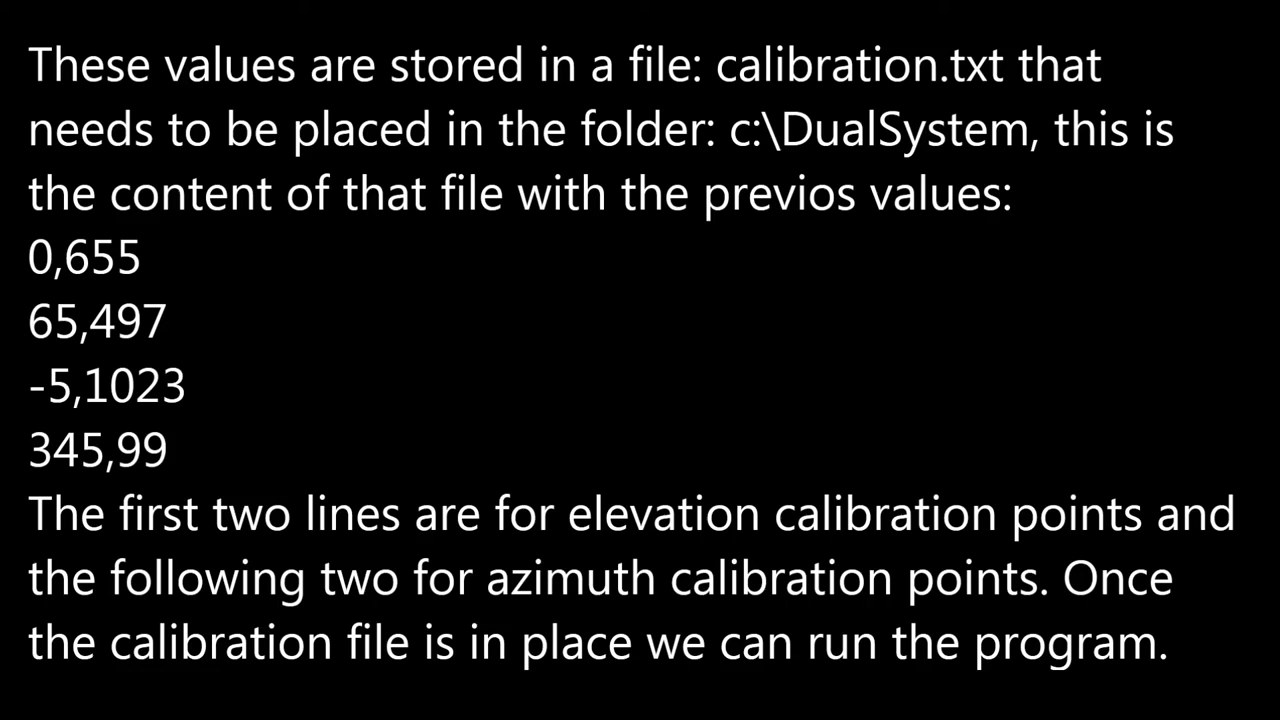 These values are stored in a file: calibration.txt that
needs to be placed in the folder: c:\DualSystem, this is
the content of that file with the previos values:
0,655
65,497
-5,1023
345,99
The first two lines are for elevation calibration points and
the following two for azimuth calibration points. Once
the calibration file is in place we can run the program.